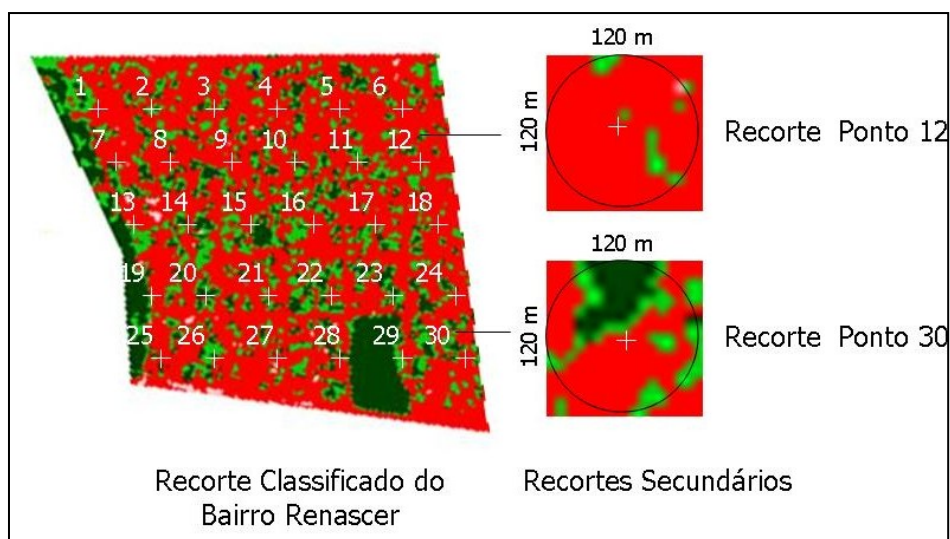 1 2 3 4 5 6
7 8 9 10 11 12
13 14 15 16 17 18
19 20 21 22 23 24
25 26 27 28 29 30
120 m
120 m
Recorte Ponto 12
120 m
120 m
Recorte Ponto 30
Recorte Classificado do
Bairro Renascer
Recortes Secundários